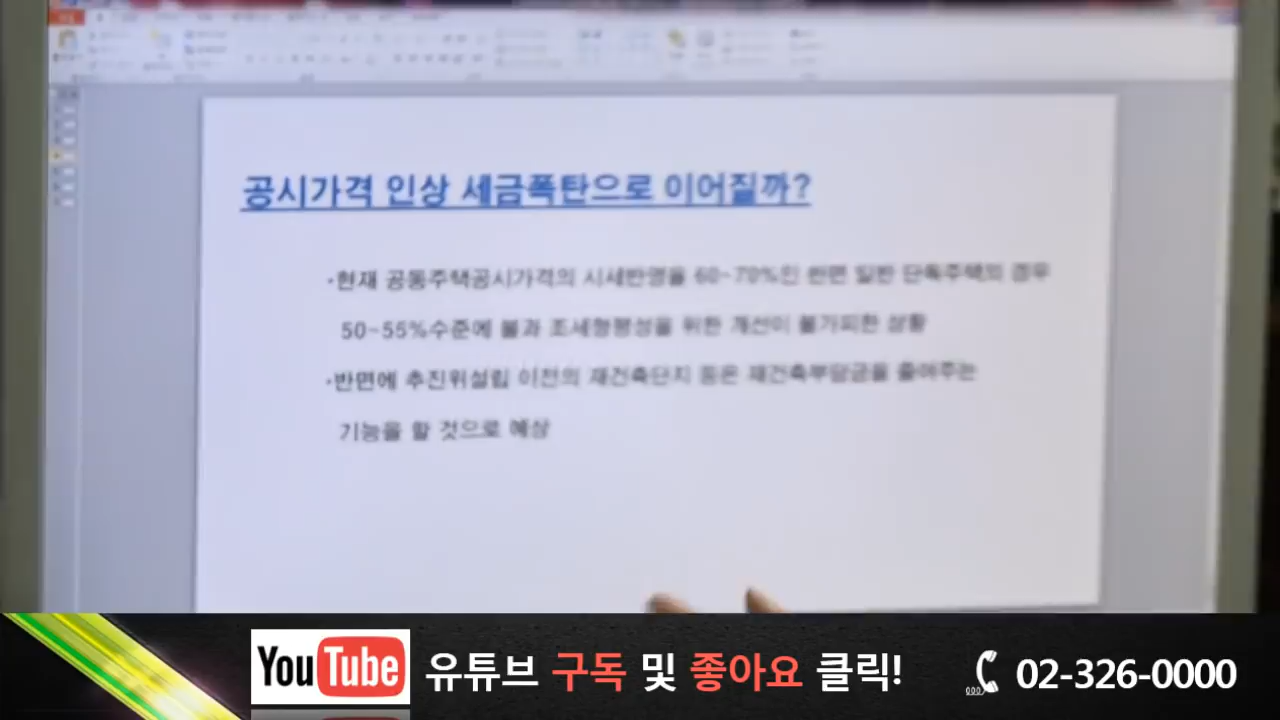 공시가격 인상 세금폭탄으로 이어질까?
·현재 공동주택공시가격의 시세반영율 60~70%인 반면 일반 단독주택의 경우
50~55%수준에 불과 조세형평성을 위한 개선이 불가피한 상황
·반면에 추진위설립 이전의 재건축단지 등은 재건축부담금을 줄여주는
기능을 할 것으로 예상
YouTube 유튜브 구독 및 좋아요 클릭! 02-326-0000